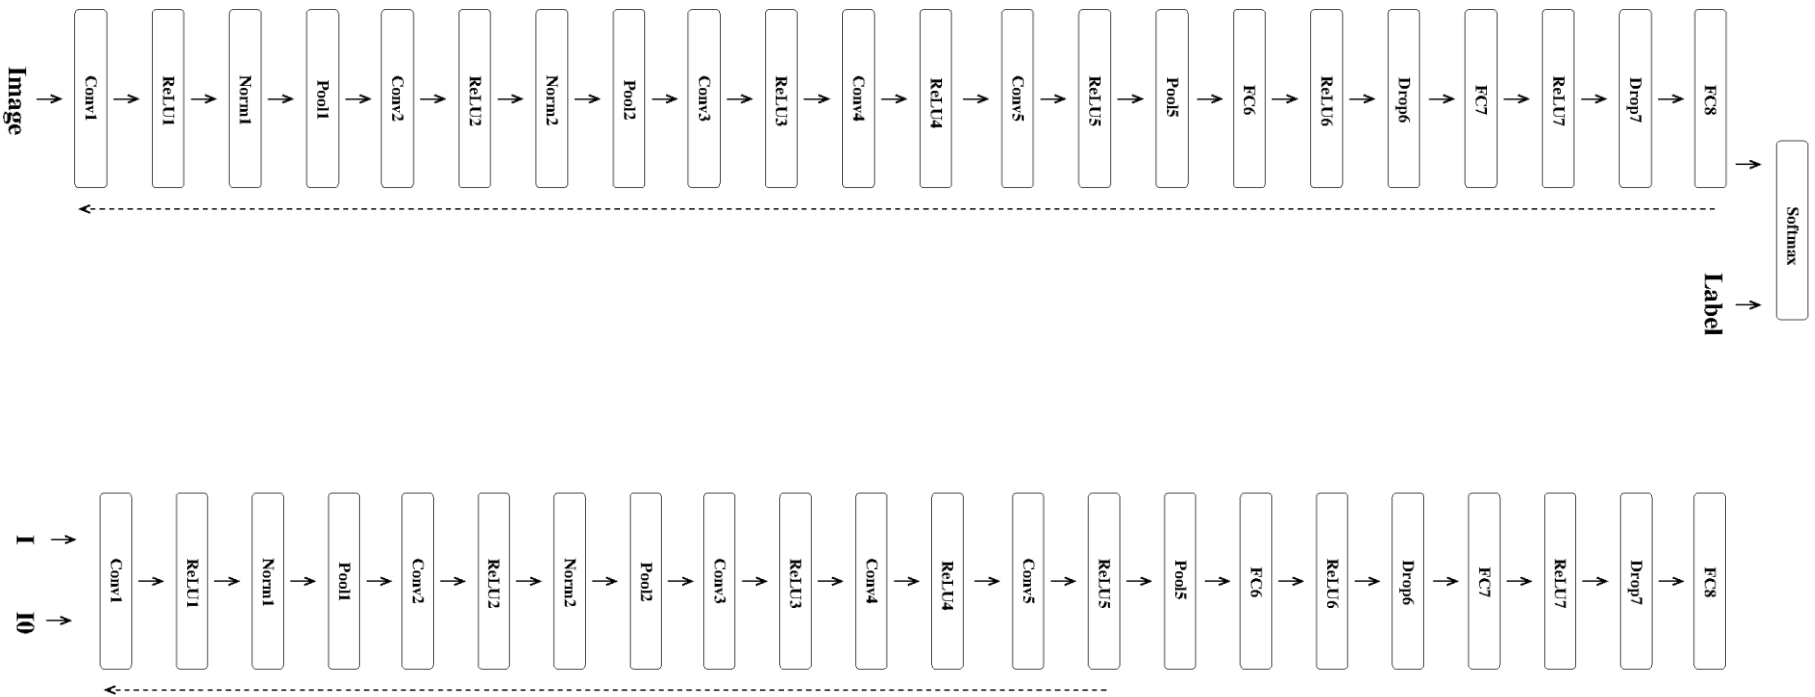 Image
Conv1
ReLU1
Norm1
Pool1
Conv2
ReLU2
Norm2
Pool2
Conv3
ReLU3
Conv4
ReLU4
Conv5
ReLU5
Pool5
FC6
ReLU6
Drop6
FC7
ReLU7
Drop7
FC8
Softmax
Label
I
I0
Conv1
ReLU1
Norm1
Pool1
Conv2
ReLU2
Norm2
Pool2
Conv3
ReLU3
Conv4
ReLU4
Conv5
ReLU5
Pool5
FC6
ReLU6
Drop6
FC7
ReLU7
Drop7
FC8